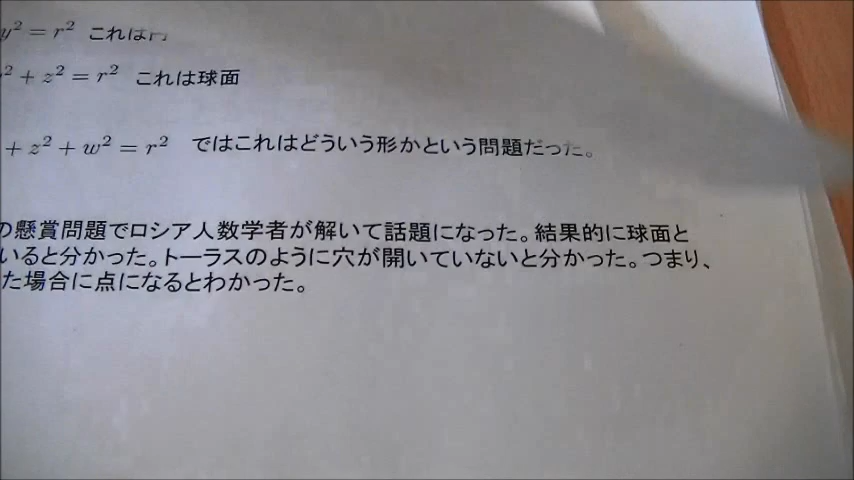 y² = r² これは
² + z² = r² これは球面
+ z² + w² = r² ではこれはどういう形かという問題だった。
の懸賞問題でロシア人数学者が解いて話題になった。結果的に球面と
いると分かった。トーラスのように穴が開いていないと分かった。つまり、
た場合に点になるとわかった。